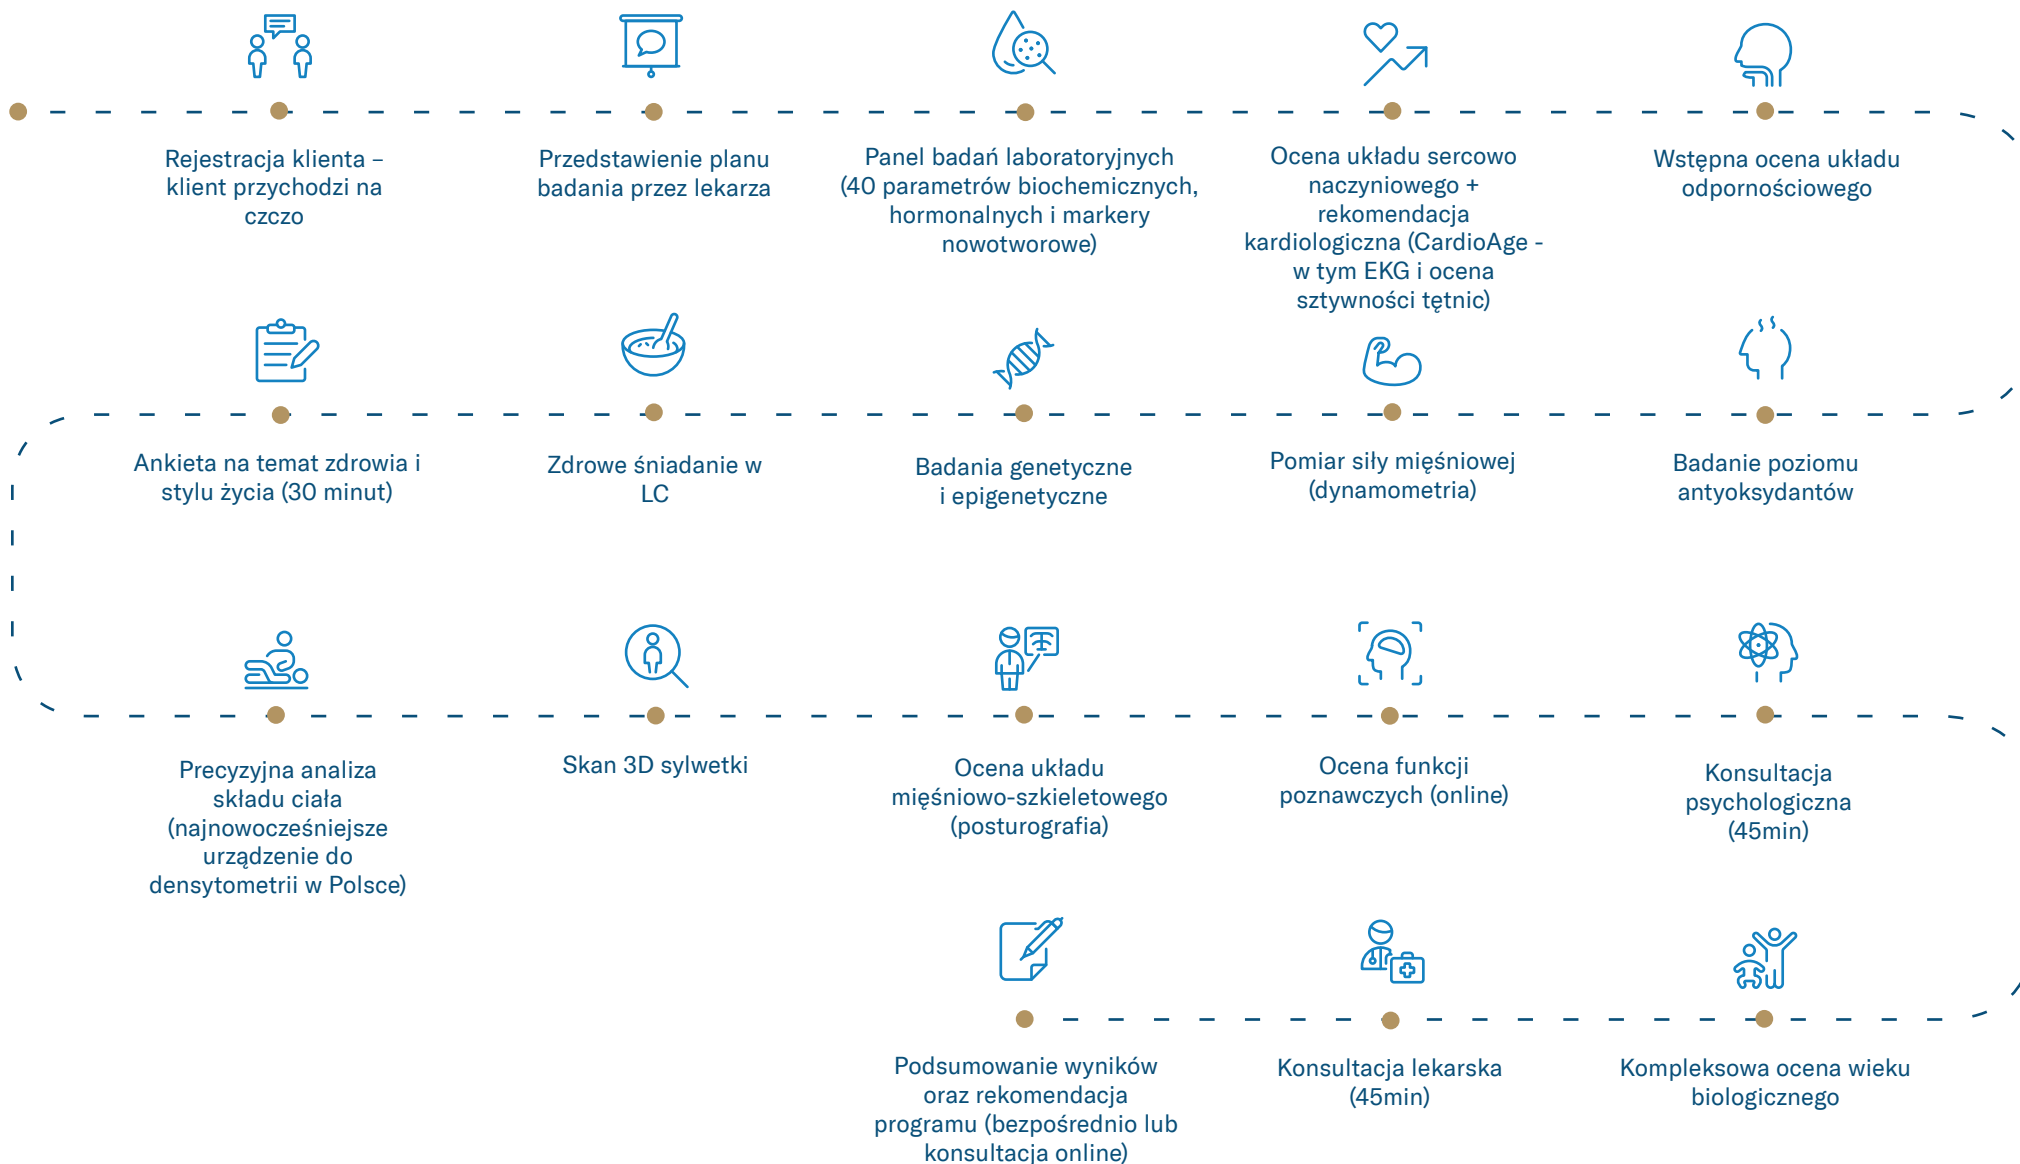 Rejestracja klienta –
klient przychodzi na
czczo
Przedstawienie planu
badania przez lekarza
Panel badań laboratoryjnych
(40 parametrów biochemicznych,
hormonalnych i markery
nowotworowe)
Ocena układu sercowo
naczyniowego +
rekomendacja
kardiologiczna (CardioAge -
w tym EKG i ocena
sztywności tętnic)
Wstępna ocena układu
odpornościowego
Ankieta na temat zdrowia i
stylu życia (30 minut)
Zdrowe śniadanie w
LC
Badania genetyczne
i epigenetyczne
Pomiar siły mięśniowej
(dynamometria)
Badanie poziomu
antyoksydantów
Precyzyjna analiza
składu ciała
(najnowocześniejsze
urządzenie do
densytometrii w Polsce)
Skan 3D sylwetki
Ocena układu
mięśniowo-szkieletowego
(posturografia)
Ocena funkcji
poznawczych (online)
Konsultacja
psychologiczna
(45min)
Podsumowanie wyników
oraz rekomendacja
programu (bezpośrednio lub
konsultacja online)
Konsultacja lekarska
(45min)
Kompleksowa ocena wieku
biologicznego